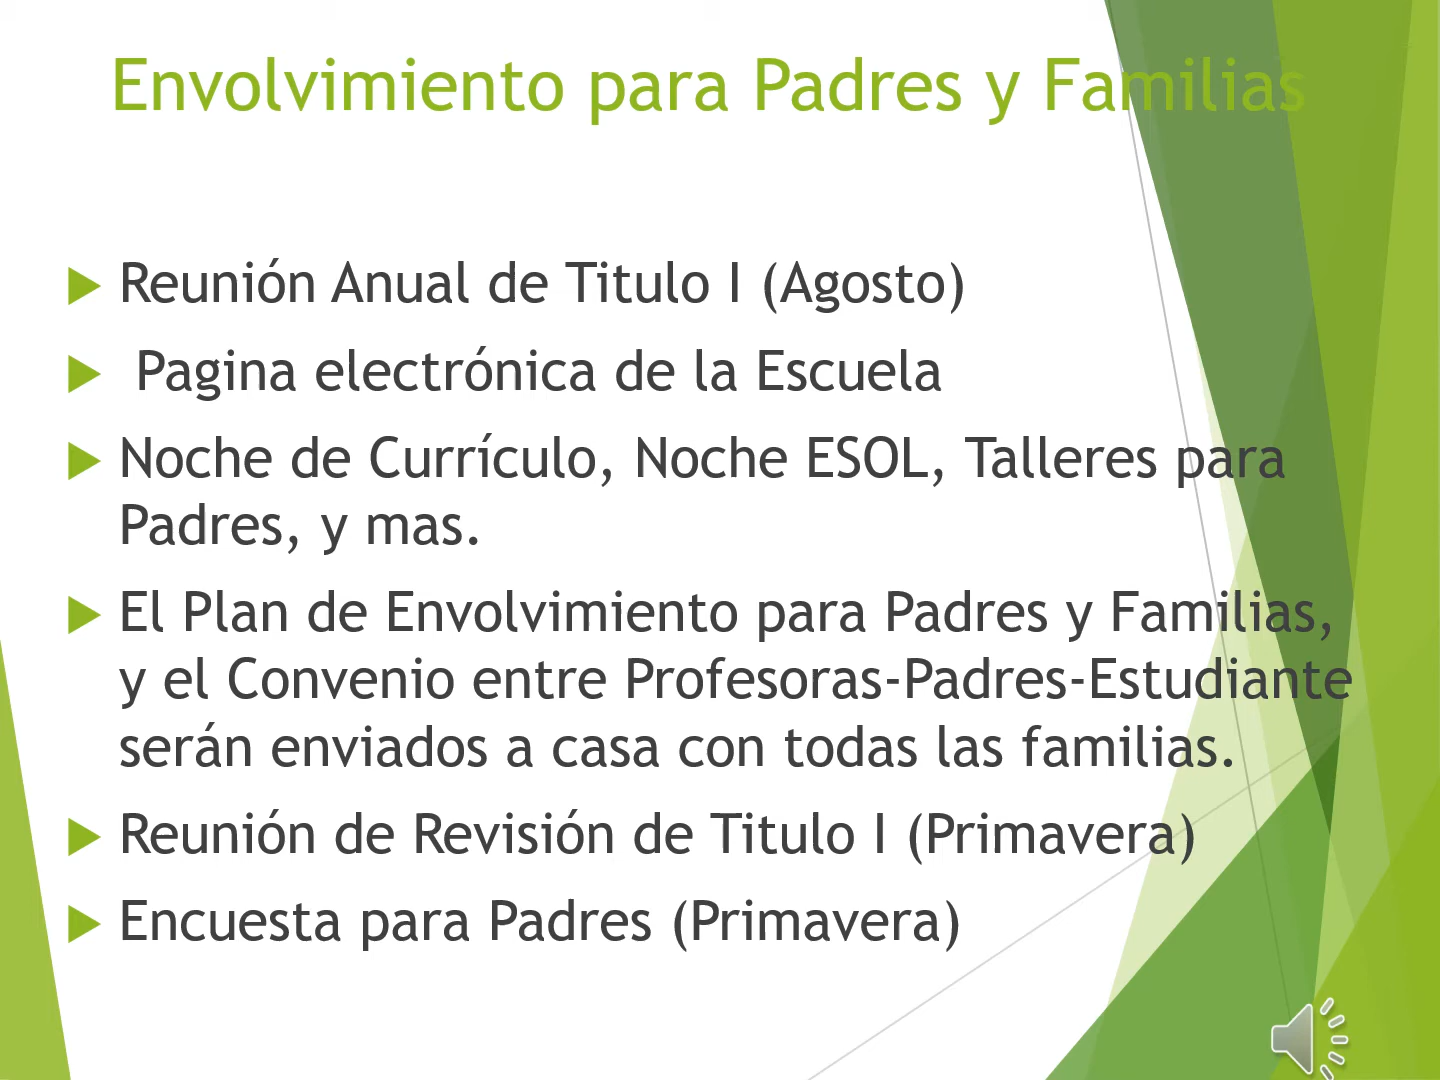 Envolvimiento para Padres y Familias
Reunión Anual de Titulo I (Agosto)
Pagina electrónica de la Escuela
Noche de Currículo, Noche ESOL, Talleres para
Padres, y mas.
El Plan de Envolvimiento para Padres y Familias,
y el Convenio entre Profesoras-Padres-Estudiante
serán enviados a casa con todas las familias.
Reunión de Revisión de Titulo I (Primavera)
Encuesta para Padres (Primavera)